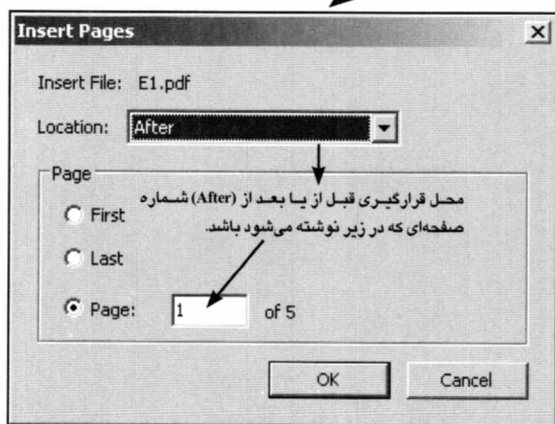 Insert Pages
Insert File: E1.pdf
Location: After
Page
محل قرارگیری قبل از یا بعد از (After) شماره
صفحه‌ای که در زیر نوشته می‌شود باشد.
First
Last
Page: 1 of 5
OK Cancel